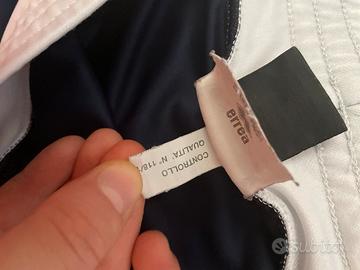 errea
CONTROLLO
QUALITA' N° 118/
subito